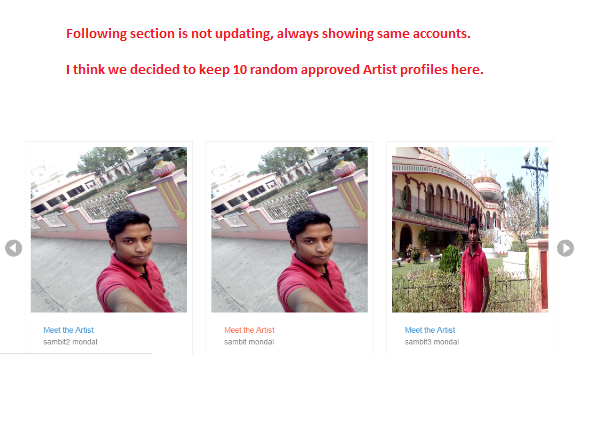 Following section is not updating, always showing same accounts.
I think we decided to keep 10 random approved Artist profiles here.
Meet the Artist
sambit2 mondal
Meet the Artist
sambit mondal
Meet the Artist
sambit3 mondal